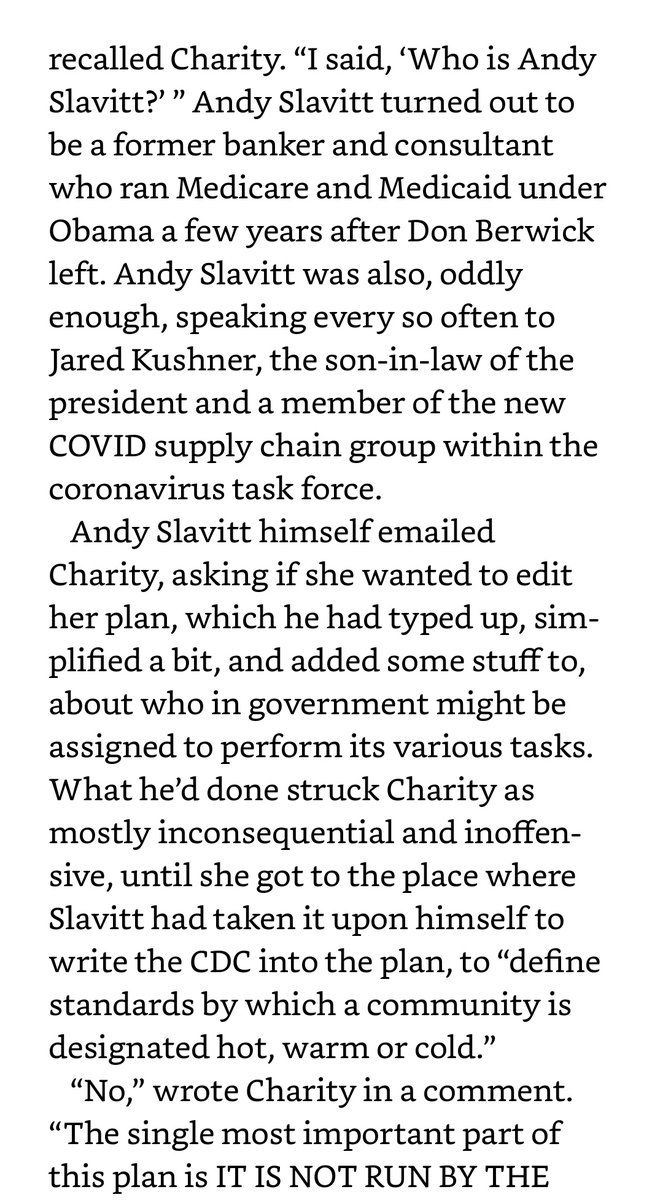 recalled Charity. “I said, ‘Who is Andy
Slavitt?’ ” Andy Slavitt turned out to
be a former banker and consultant
who ran Medicare and Medicaid under
Obama a few years after Don Berwick
left. Andy Slavitt was also, oddly
enough, speaking every so often to
Jared Kushner, the son-in-law of the
president and a member of the new
COVID supply chain group within the
coronavirus task force.
Andy Slavitt himself emailed
Charity, asking if she wanted to edit
her plan, which he had typed up, sim-
plified a bit, and added some stuff to,
about who in government might be
assigned to perform its various tasks.
What he’d done struck Charity as
mostly inconsequential and inoffen-
sive, until she got to the place where
Slavitt had taken it upon himself to
write the CDC into the plan, to “define
standards by which a community is
designated hot, warm or cold.”
“No,” wrote Charity in a comment.
“The single most important part of
this plan is IT IS NOT RUN BY THE